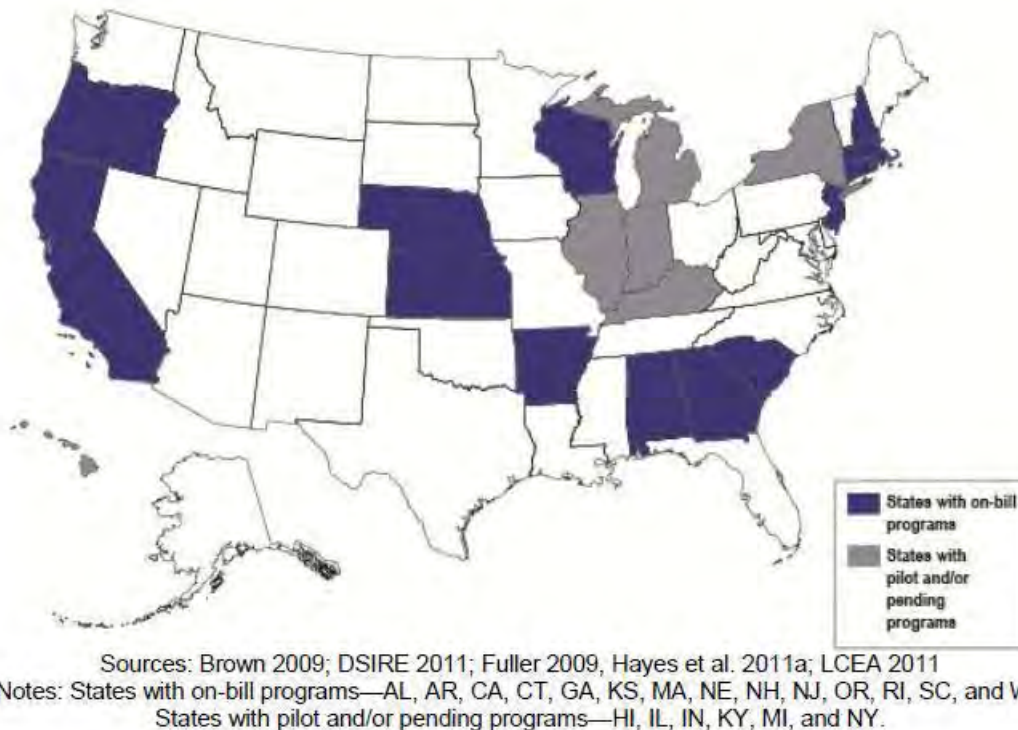 States with on-bill
programs
States with
pilot and/or
pending
programs
Sources: Brown 2009; DSIRE 2011; Fuller 2009, Hayes et al. 2011a; LCEA 2011
Notes: States with on-bill programs—AL, AR, CA, CT, GA, KS, MA, NE, NH, NJ, OR, RI, SC, and
States with pilot and/or pending programs—HI, IL, IN, KY, MI, and NY.